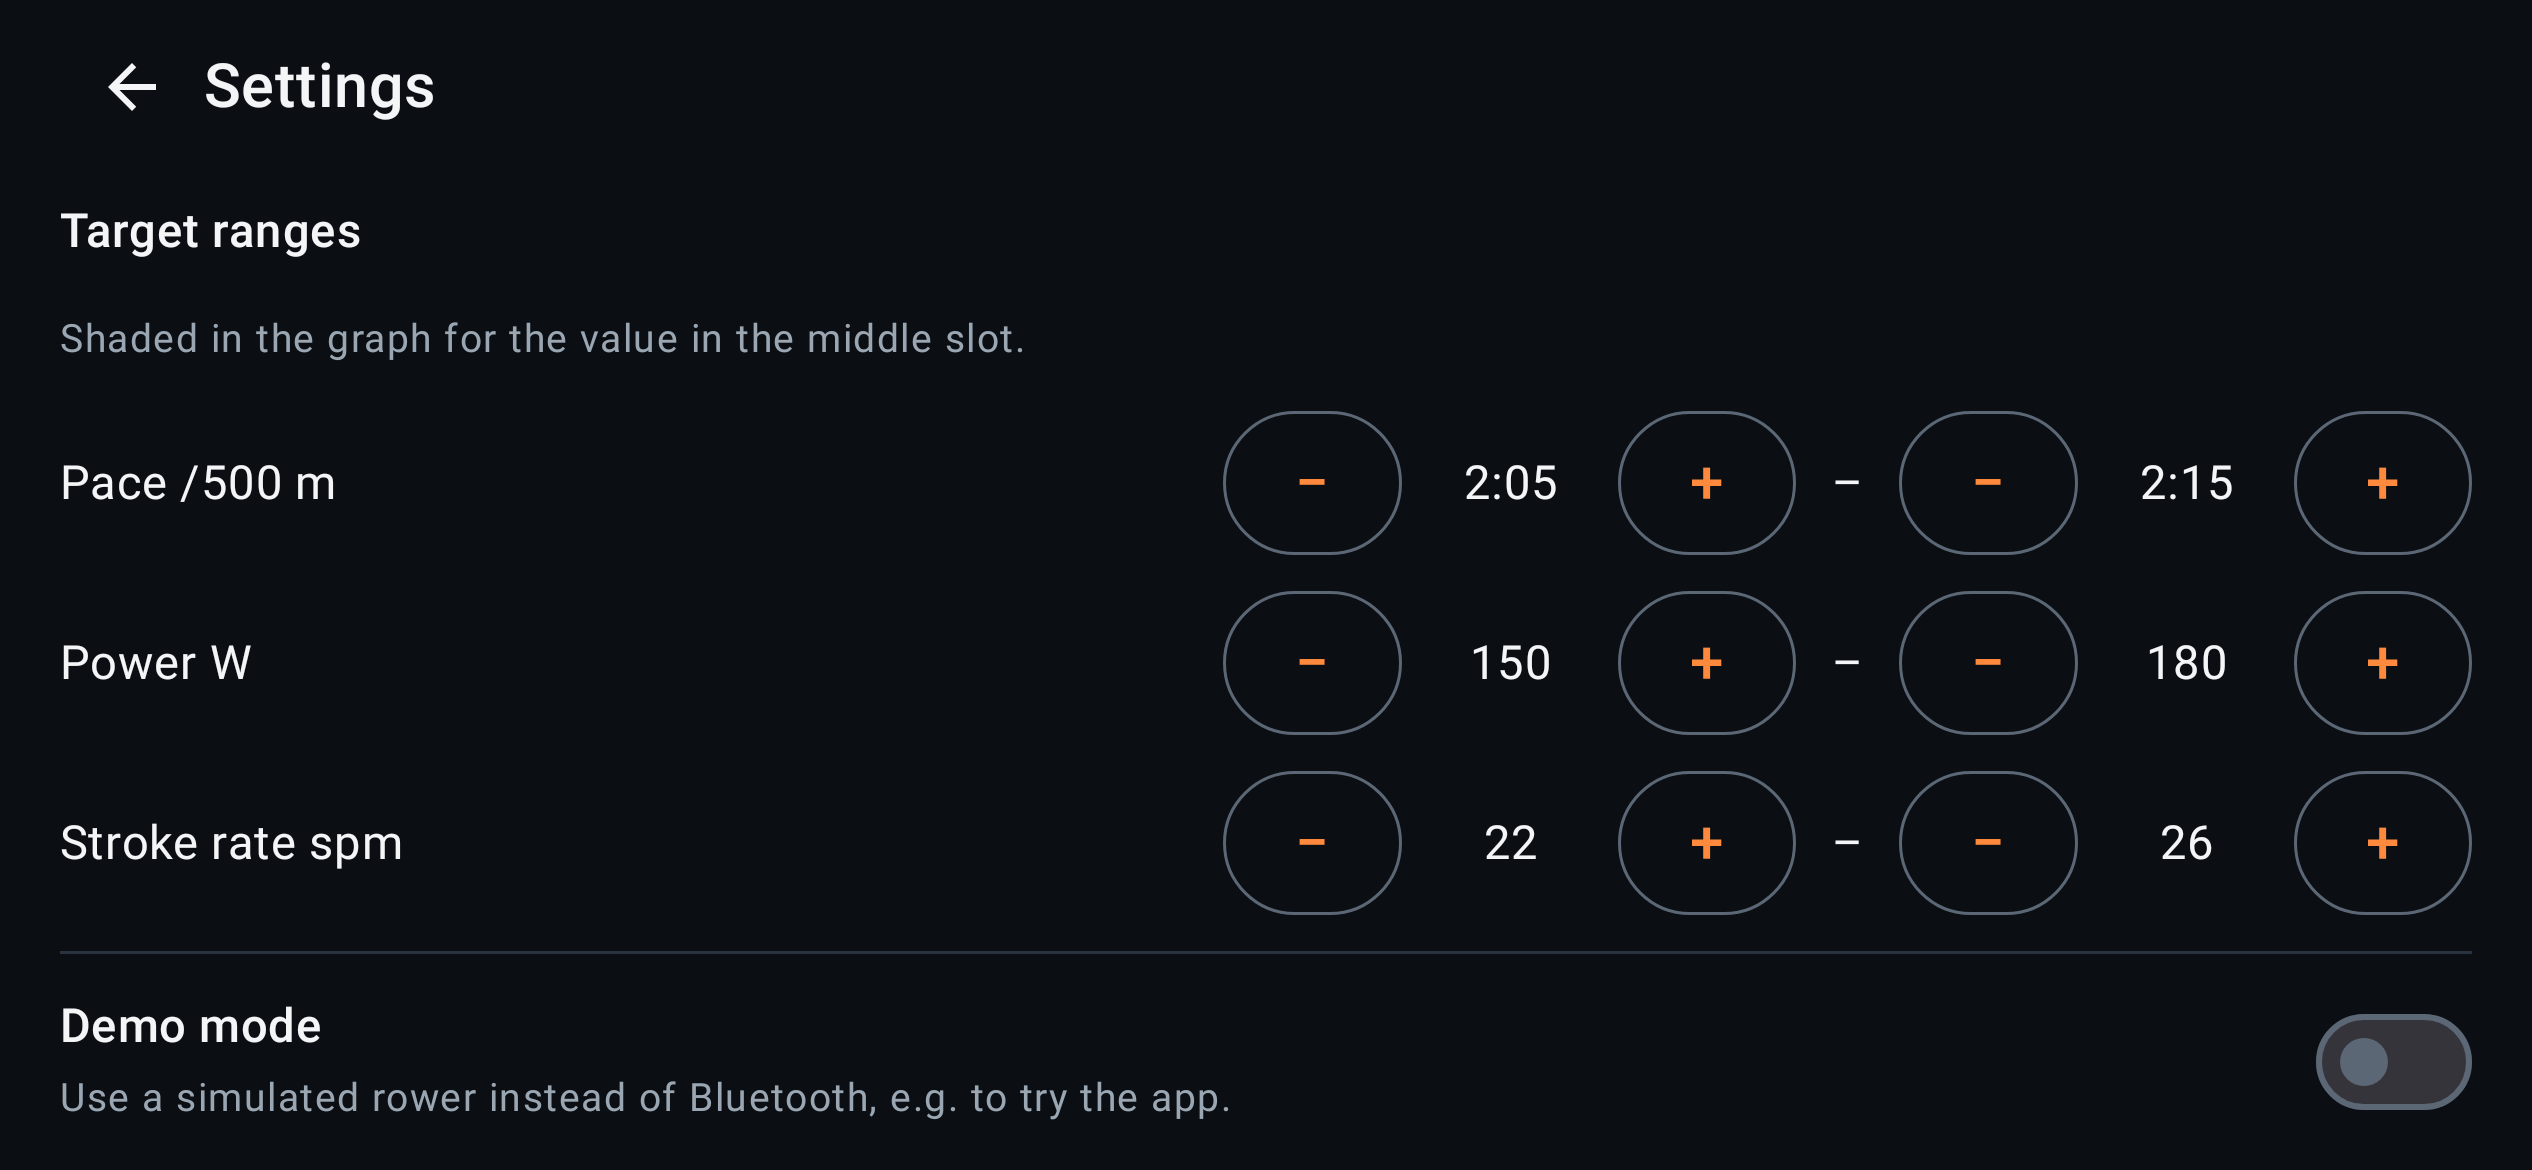 Settings
Target ranges
Shaded in the graph for the value in the middle slot.
Pace /500 m − 2:05 + – − 2:15 +
Power W − 150 + – − 180 +
Stroke rate spm − 22 + – − 26 +
Demo mode
Use a simulated rower instead of Bluetooth, e.g. to try the app.